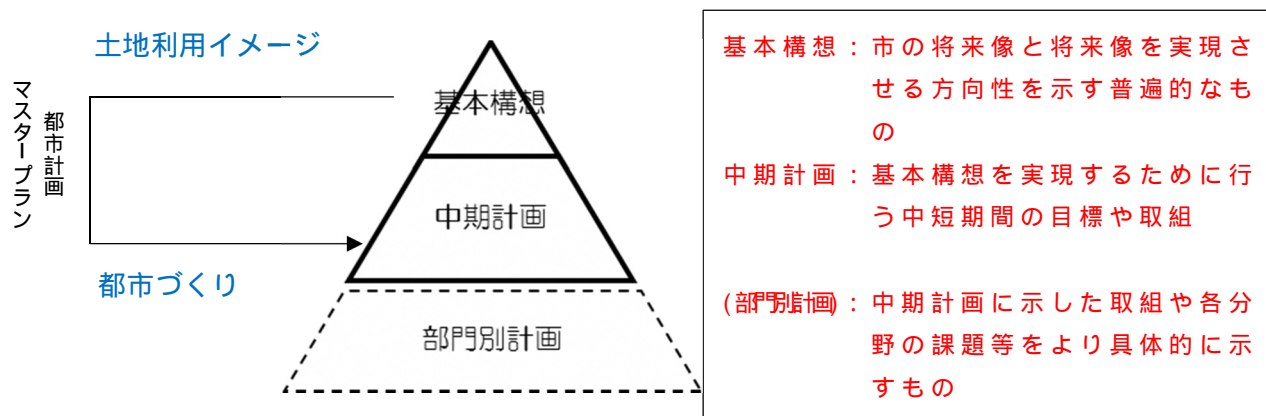 土地利用イメージ
都市計画
マスタープラン
基本構想
中期計画
都市づくり
部門別計画
基本構想：市の将来像と将来像を実現さ
せる方向性を示す普遍的なも
の
中期計画：基本構想を実現するために行
う中短期間の目標や取組
(部門別計画)：中期計画に示した取組や各分
野の課題等をより具体的に示
すもの